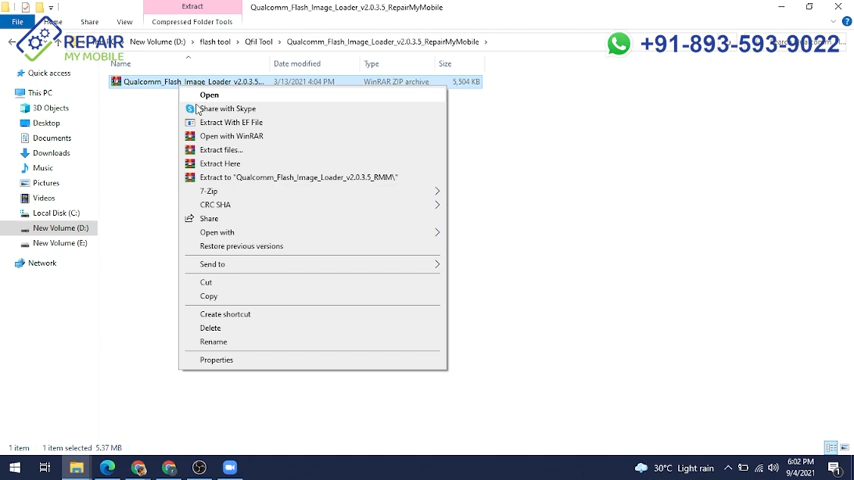 Extract
Qualcomm_Flash_Image_Loader_v2.0.3.5_RepairMyMobile
File
Home
Share
View
Compressed Folder Tools
REPAIR
MY MOBILE
New Volume (D:) › flash tool › Qfil Tool › Qualcomm_Flash_Image_Loader_v2.0.3.5_RepairMyMobile ›
+91-893-593-9022
Name
Date modified
Type
Size
Quick access
Qualcomm_Flash_Image_Loader_v2.0.3.5...
3/13/2021 4:04 PM
WinRAR ZIP archive
5,504 KB
This PC
3D Objects
Desktop
Documents
Downloads
Music
Pictures
Videos
Local Disk (C:)
New Volume (D:)
New Volume (E:)
Network
Open
Share with Skype
Extract With EF File
Open with WinRAR
Extract files...
Extract Here
Extract to "Qualcomm_Flash_Image_Loader_v2.0.3.5_RMM\"
7-Zip
CRC SHA
Share
Open with
Restore previous versions
Send to
Cut
Copy
Create shortcut
Delete
Rename
Properties
1 item
1 item selected 5.37 MB
30°C Light rain
6:02 PM
9/4/2021